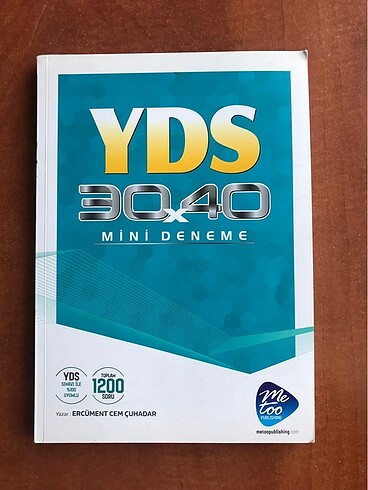 YDS
30x40
MİNİ DENEME
YDS
SINAVI İLE
%100
UYUMLU
TOPLAM
1200
SORU
Yazar : ERCÜMENT CEM ÇUHADAR
Me
Too
PUBLISHING
metoopublishing.com